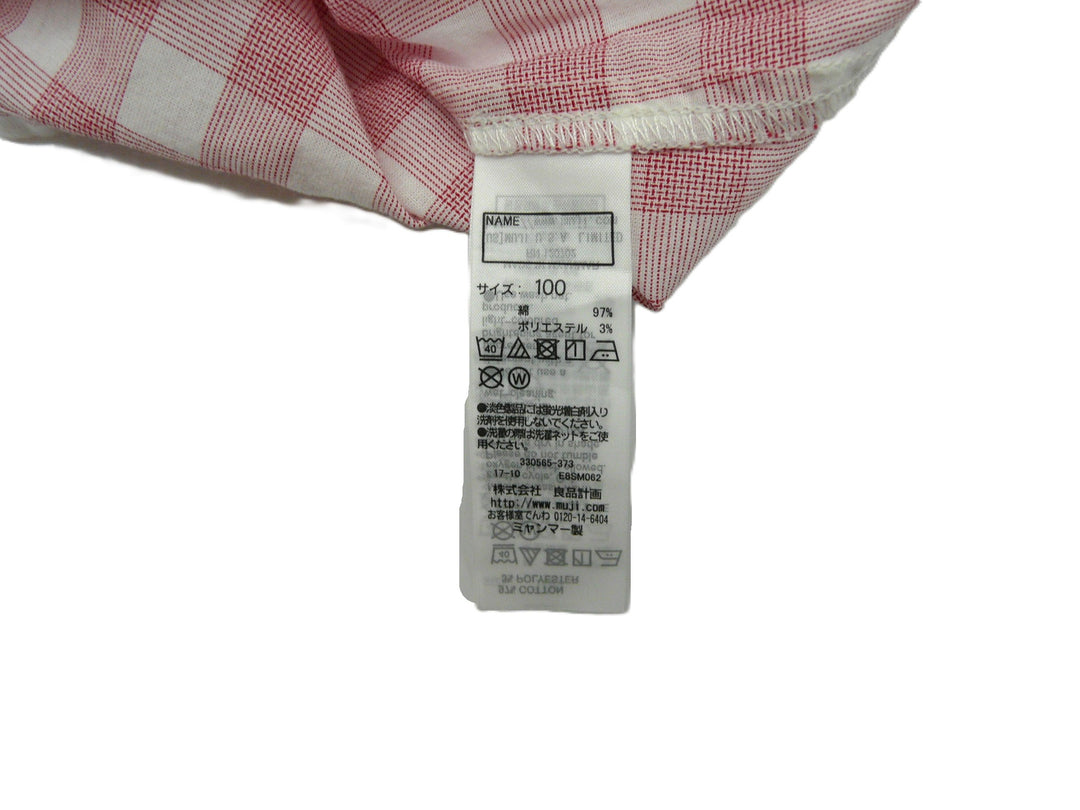 NAME
サイズ: 100
綿 97%
ポリエステル 3%
40
W
●淡色製品には蛍光増白剤入り
洗剤を使用しないでください。
●洗濯の際は洗濯ネットをご使
用ください。
330565-373
17-10 E8SM062
株式会社 良品計画
http://www.muji.com
お客様室でんわ 0120-14-6404
ミャンマー製
40
3% POLYESTER
97% COTTON